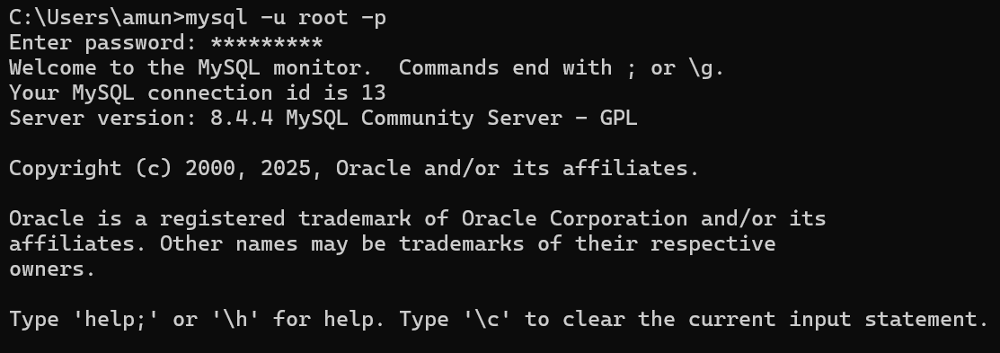 C:\Users\amun>mysql -u root -p
Enter password: *********
Welcome to the MySQL monitor.  Commands end with ; or \g.
Your MySQL connection id is 13
Server version: 8.4.4 MySQL Community Server - GPL

Copyright (c) 2000, 2025, Oracle and/or its affiliates.

Oracle is a registered trademark of Oracle Corporation and/or its
affiliates. Other names may be trademarks of their respective
owners.

Type 'help;' or '\h' for help. Type '\c' to clear the current input statement.